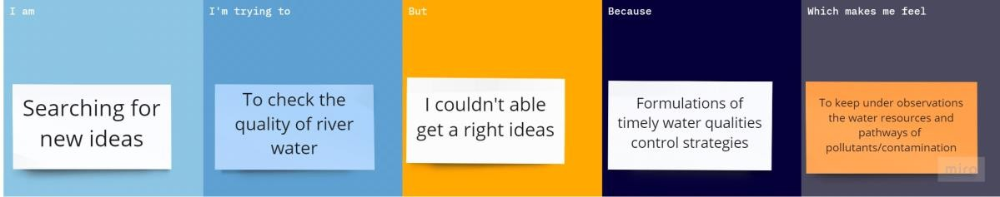 I am
Searching for
new ideas
I'm trying to
To check the
quality of river
water
But
I couldn't able
get a right ideas
Because
Formulations of
timely water qualities
control strategies
Which makes me feel
To keep under observations
the water resources and
pathways of
pollutants/contamination
miro